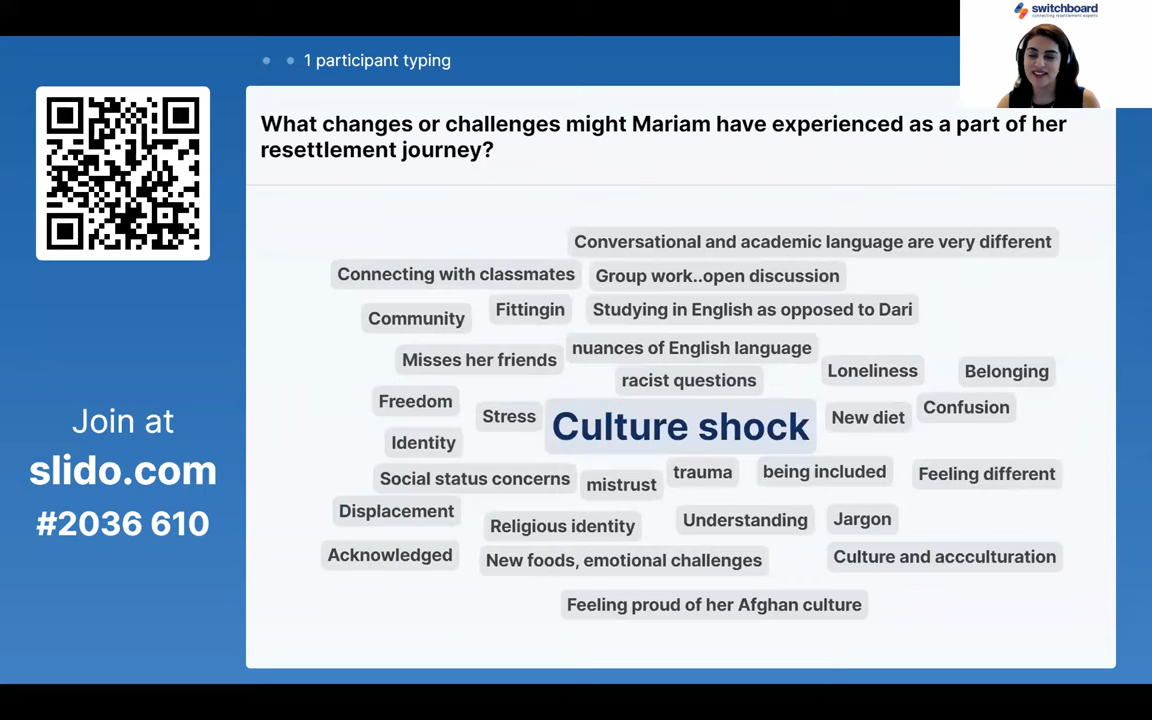 switchboard
connecting resettlement experts
1 participant typing
What changes or challenges might Mariam have experienced as a part of her
resettlement journey?
Conversational and academic language are very different
Connecting with classmates
Group work..open discussion
Community
Fittingin
Studying in English as opposed to Dari
Misses her friends
nuances of English language
racist questions
Loneliness
Belonging
Freedom
Stress
Culture shock
New diet
Confusion
Identity
Social status concerns
mistrust
trauma
being included
Feeling different
Displacement
Religious identity
Understanding
Jargon
Acknowledged
New foods, emotional challenges
Culture and accculturation
Feeling proud of her Afghan culture
Join at
slido.com
#2036 610